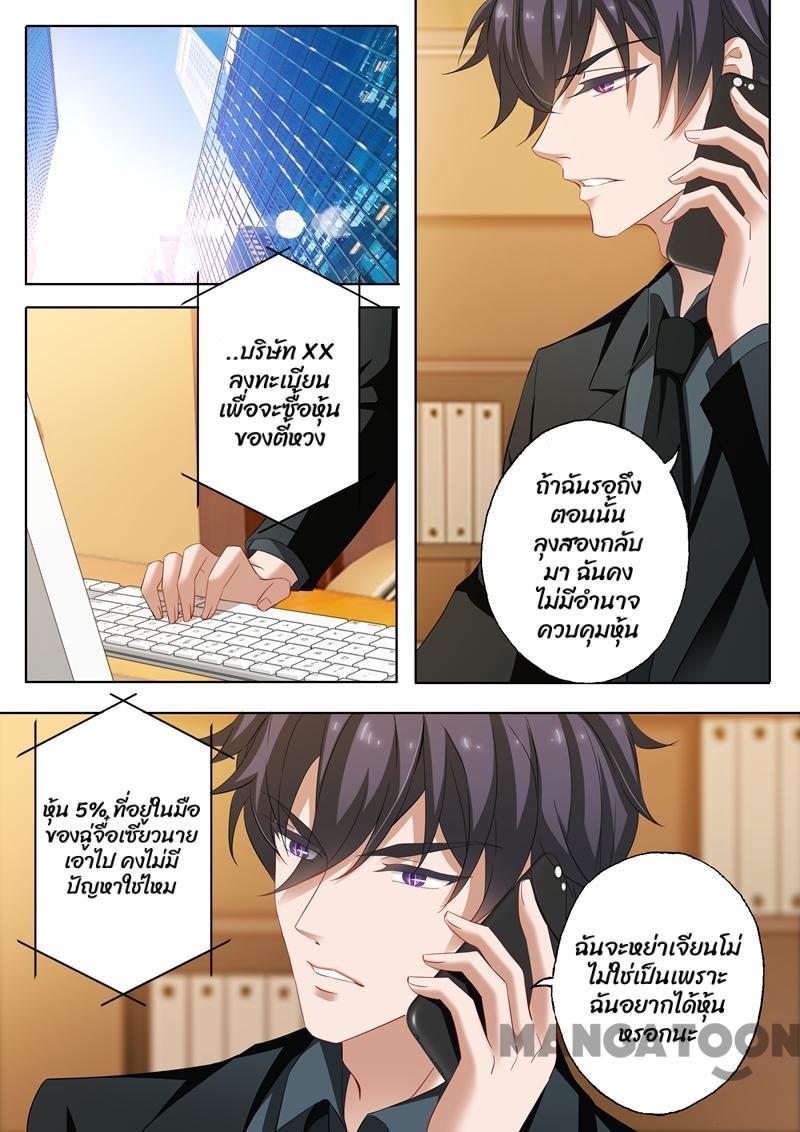 ..บริษัท XX
ลงทะเบียน
เพื่อจะซื้อหุ้น
ของตี้หวง
ถ้าฉันรอถึง
ตอนนั้น
ลุงสองกลับ
มา ฉันคง
ไม่มีอำนาจ
ควบคุมหุ้น
หุ้น 5% ที่อยู่ในมือ
ของฉู่จื่อเซียวนาย
เอาไป คงไม่มี
ปัญหาใช่ไหม
ฉันจะหย่าเจียนโม่
ไม่ใช่เป็นเพราะ
ฉันอยากได้หุ้น
หรอกนะ
MANGATOON